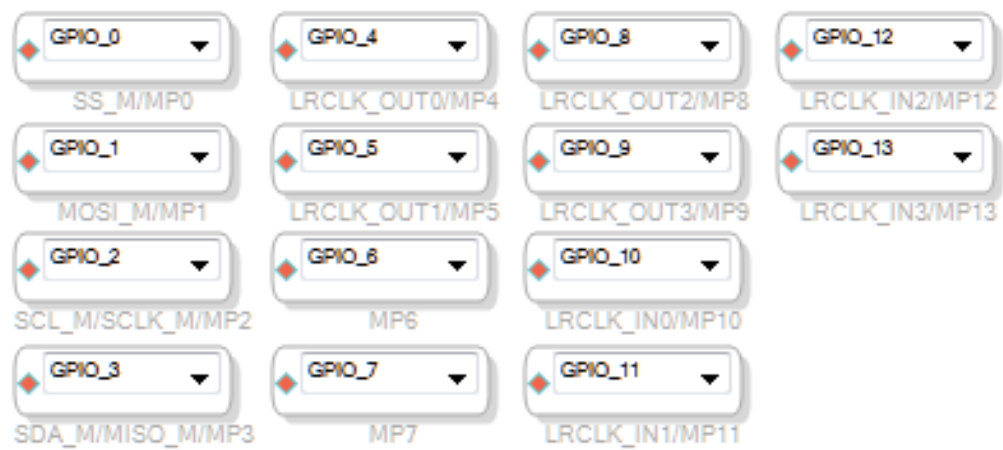 GPIO_0
SS_M/MP0
GPIO_1
MOSI_M/MP1
GPIO_2
SCL_M/SCLK_M/MP2
GPIO_3
SDA_M/MISO_M/MP3
GPIO_4
LRCLK_OUT0/MP4
GPIO_5
LRCLK_OUT1/MP5
GPIO_6
MP6
GPIO_7
MP7
GPIO_8
LRCLK_OUT2/MP8
GPIO_9
LRCLK_OUT3/MP9
GPIO_10
LRCLK_IN0/MP10
GPIO_11
LRCLK_IN1/MP11
GPIO_12
LRCLK_IN2/MP12
GPIO_13
LRCLK_IN3/MP13